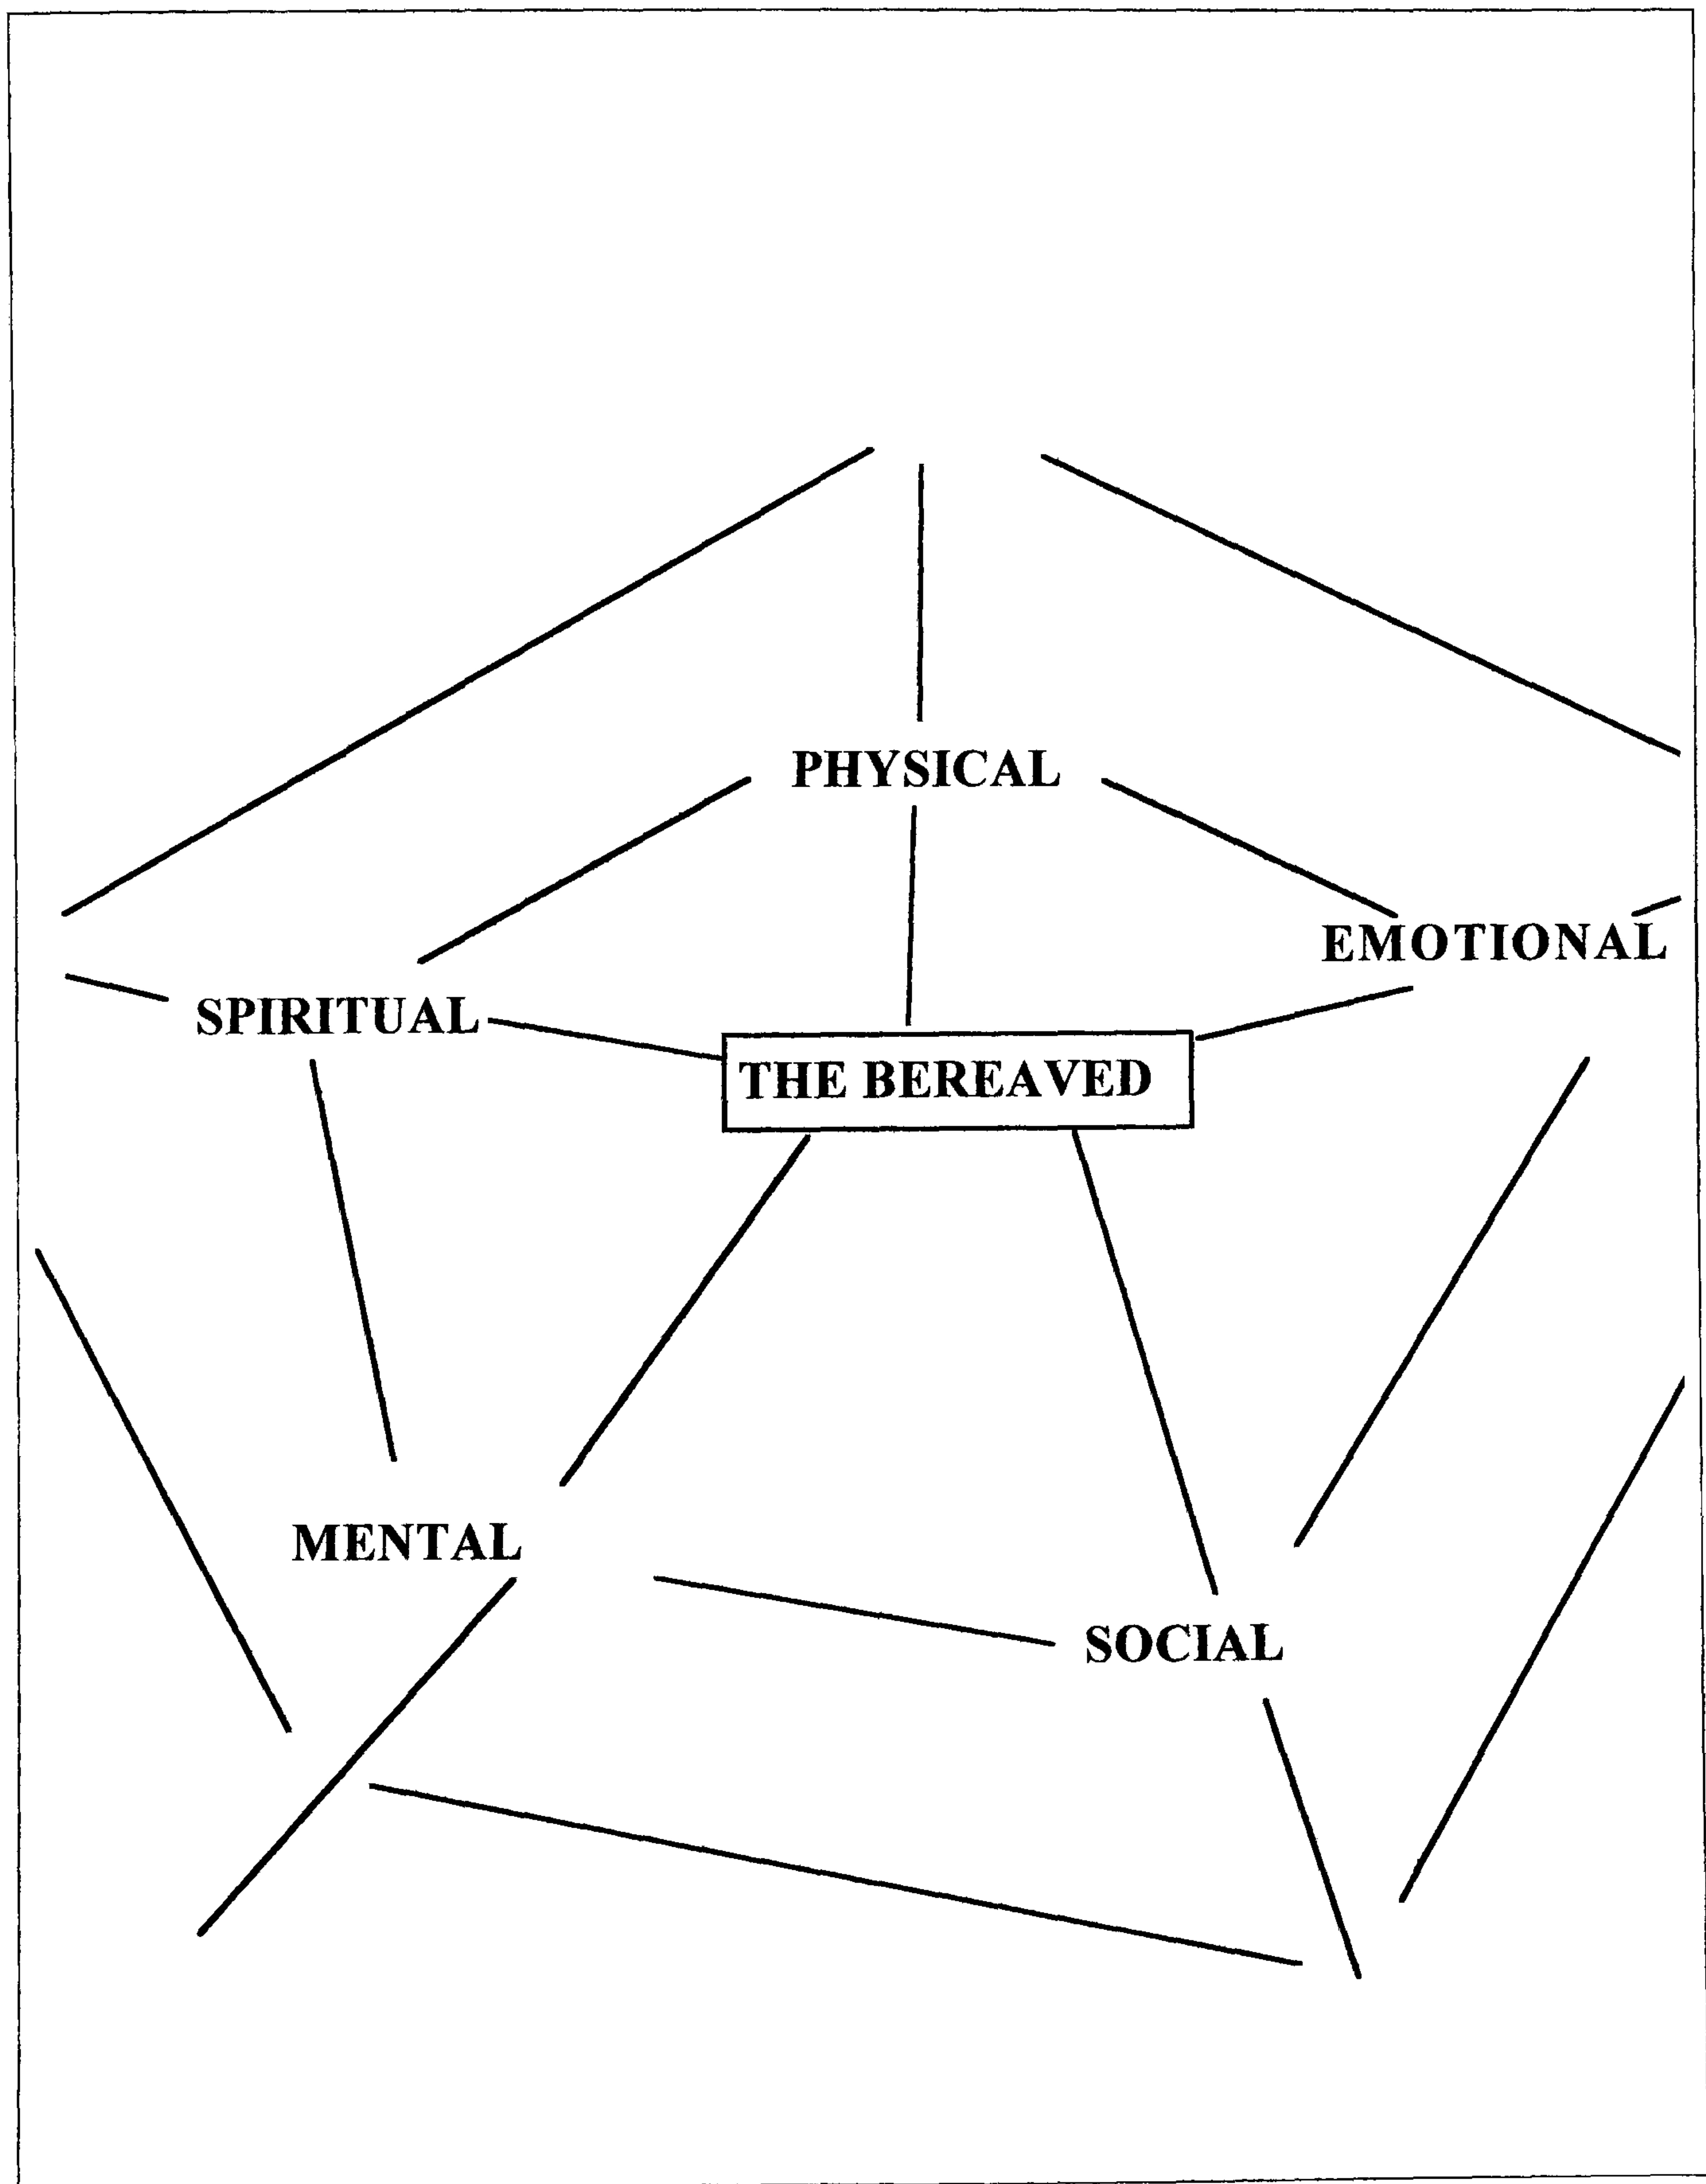 PHYSICAL
EMOTIONAL
SPIRITUAL
THE BEREAVED
MENTAL
SOCIAL